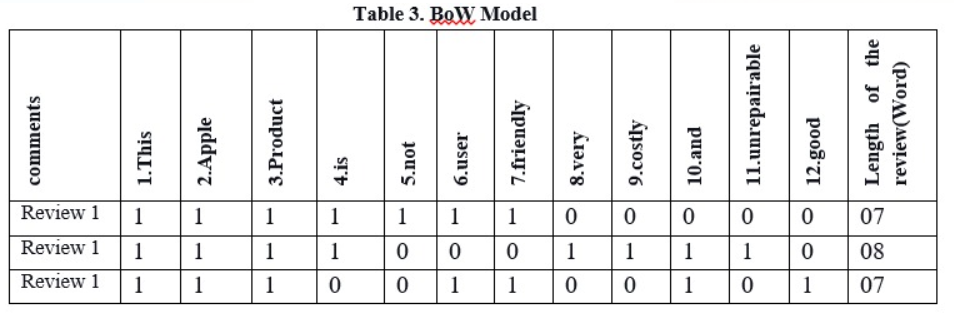 Table 3. BoW Model
comments 1.This 2.Apple 3.Product 4.is 5.not 6.user 7.friendly 8.very 9.costly 10.and 11.unrepairable 12.good Length of the review(Word)
Review 1 1 1 1 1 1 1 1 0 0 0 0 0 07
Review 1 1 1 1 1 0 0 0 1 1 1 1 0 08
Review 1 1 1 1 0 0 1 1 0 0 1 0 1 07